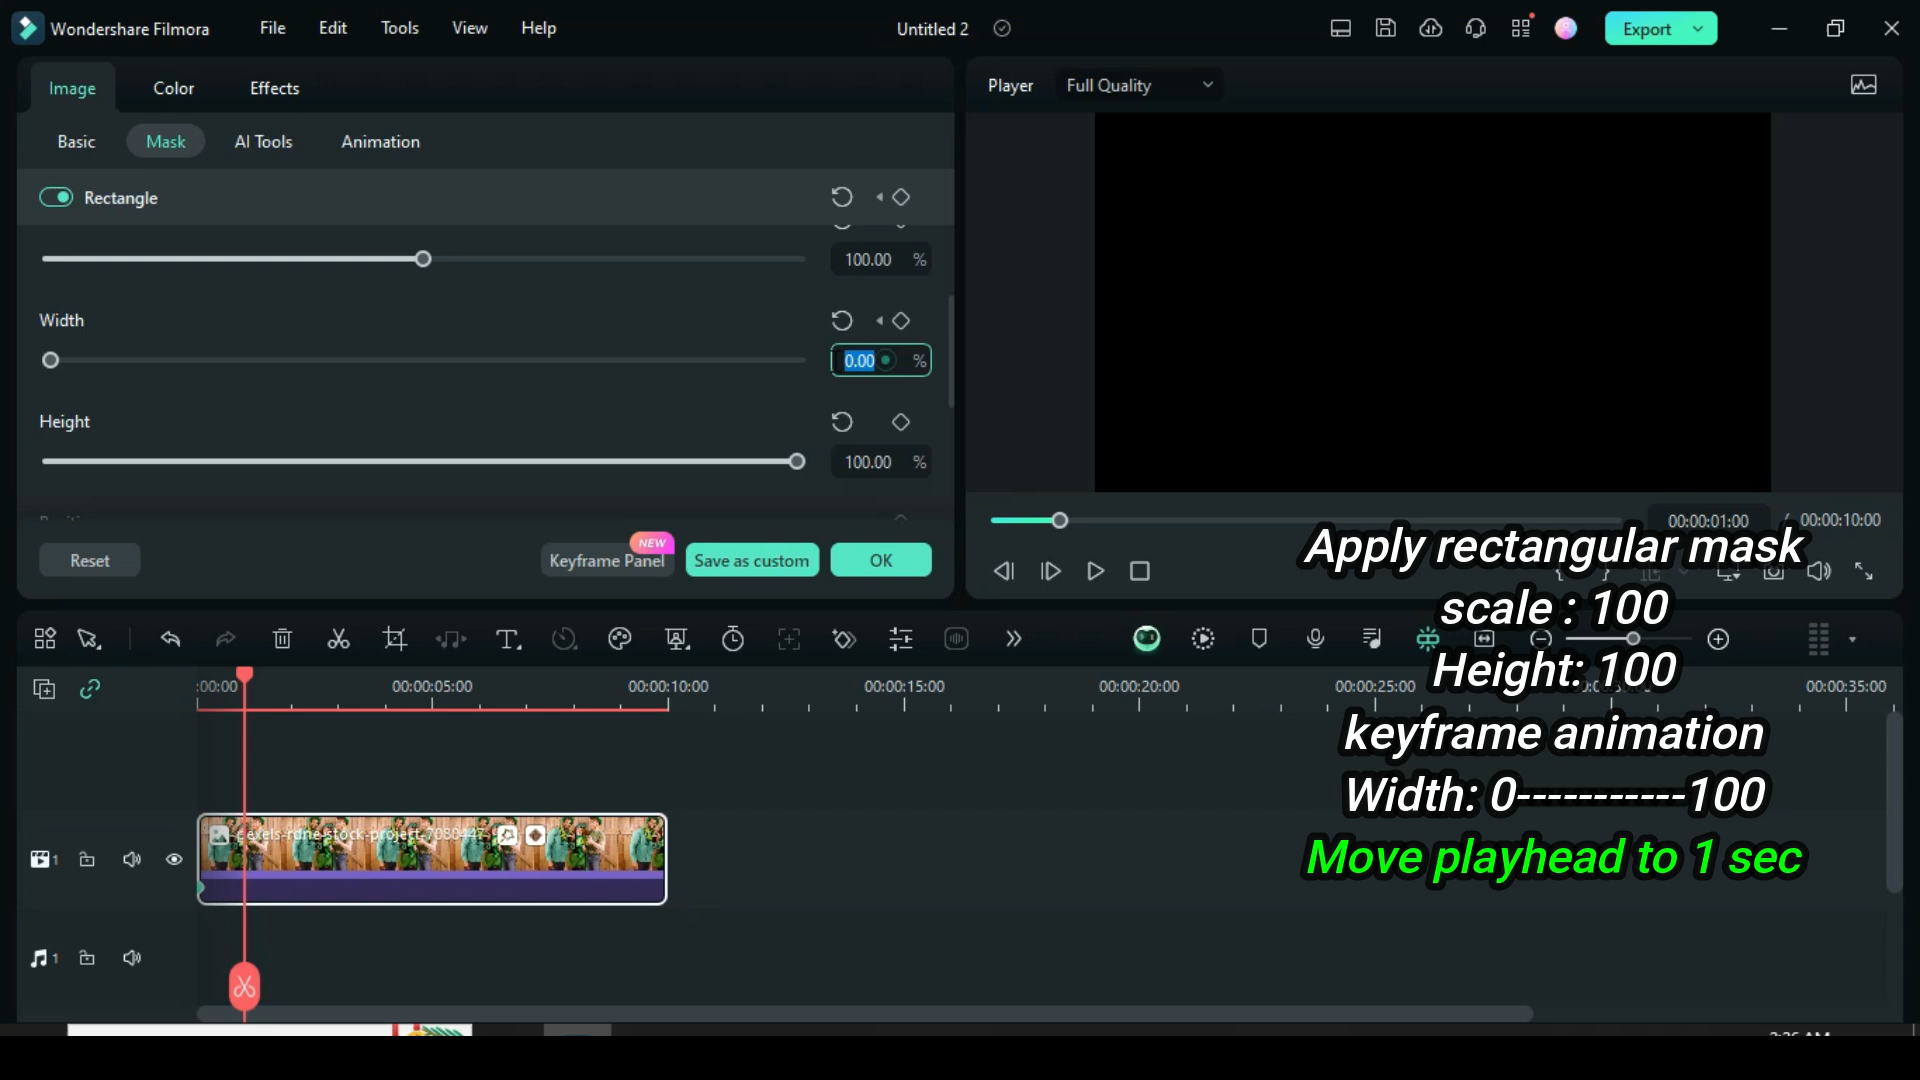 Wondershare Filmora
File
Edit
Tools
View
Help
Untitled 2
Export
Image
Color
Effects
Player
Full Quality
Basic
Mask
AI Tools
Animation
Rectangle
100.00 %
Width
0.00 %
Height
100.00 %
Reset
NEW
Keyframe Panel
Save as custom
OK
00:00:01:00 / 00:00:10:00
Apply rectangular mask
scale : 100
Height: 100
keyframe animation
Width: 0-----------100
Move playhead to 1 sec
:00:00
00:00:05:00
00:00:10:00
00:00:15:00
00:00:20:00
00:00:25:00
00:00:35:00
pexels-rdne-stock-project-7080447
1
1